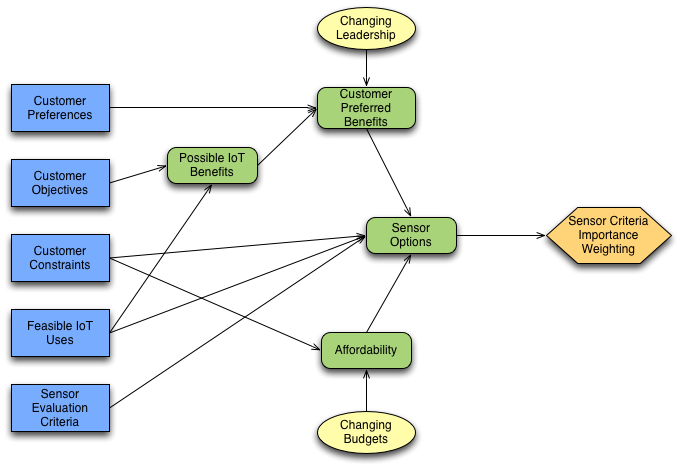 Changing
Leadership
Customer
Preferences
Customer
Preferred
Benefits
Possible IoT
Benefits
Customer
Objectives
Sensor
Options
Sensor Criteria
Importance
Weighting
Customer
Constraints
Feasible IoT
Uses
Affordability
Sensor
Evaluation
Criteria
Changing
Budgets